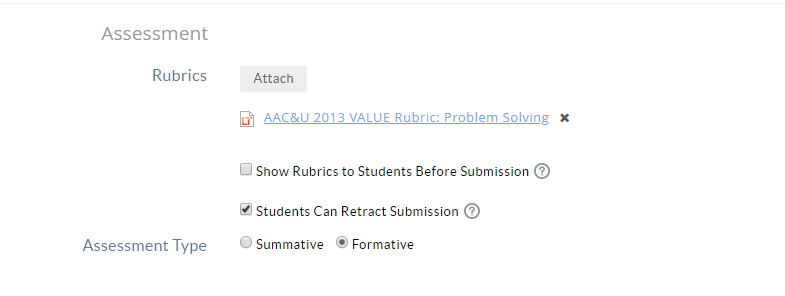 Assessment
Rubrics
Attach
AAC&U 2013 VALUE Rubric: Problem Solving
Show Rubrics to Students Before Submission
Students Can Retract Submission
Assessment Type
Summative
Formative